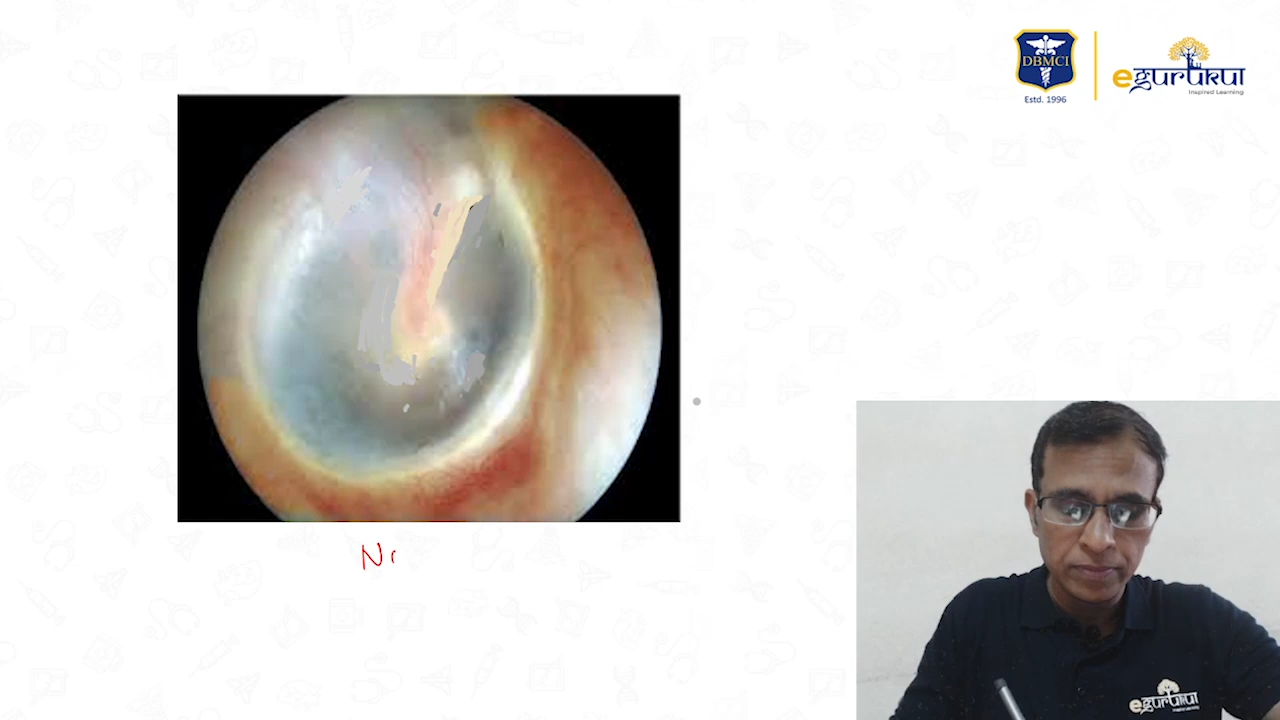 DBMCI
Estd. 1996
egurukul
Inspired Learning
N
egurukul